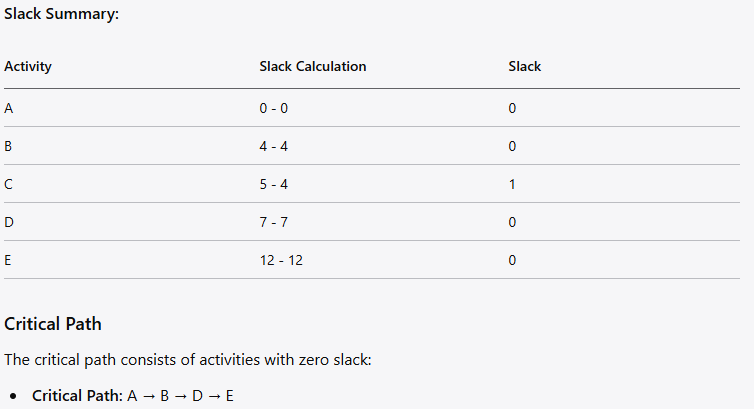 Slack Summary:
Activity Slack Calculation Slack
A 0 - 0 0
B 4 - 4 0
C 5 - 4 1
D 7 - 7 0
E 12 - 12 0
Critical Path
The critical path consists of activities with zero slack:
• Critical Path: A → B → D → E